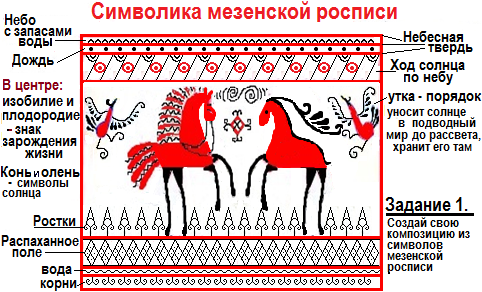 Символика мезенской росписи
Небо
с запасами
воды
Дождь
В центре:
изобилие и
плодородие
- знак
зарождения
жизни
Конь и олень
- символы
солнца
Ростки
Распаханное
поле
вода
корни
Небесная
твердь
Ход солнца
по небу
утка - порядок
уносит солнце
в подводный
мир до рассвета,
хранит его там
Задание 1.
Создай свою
композицию из
символов
мезенской
росписи